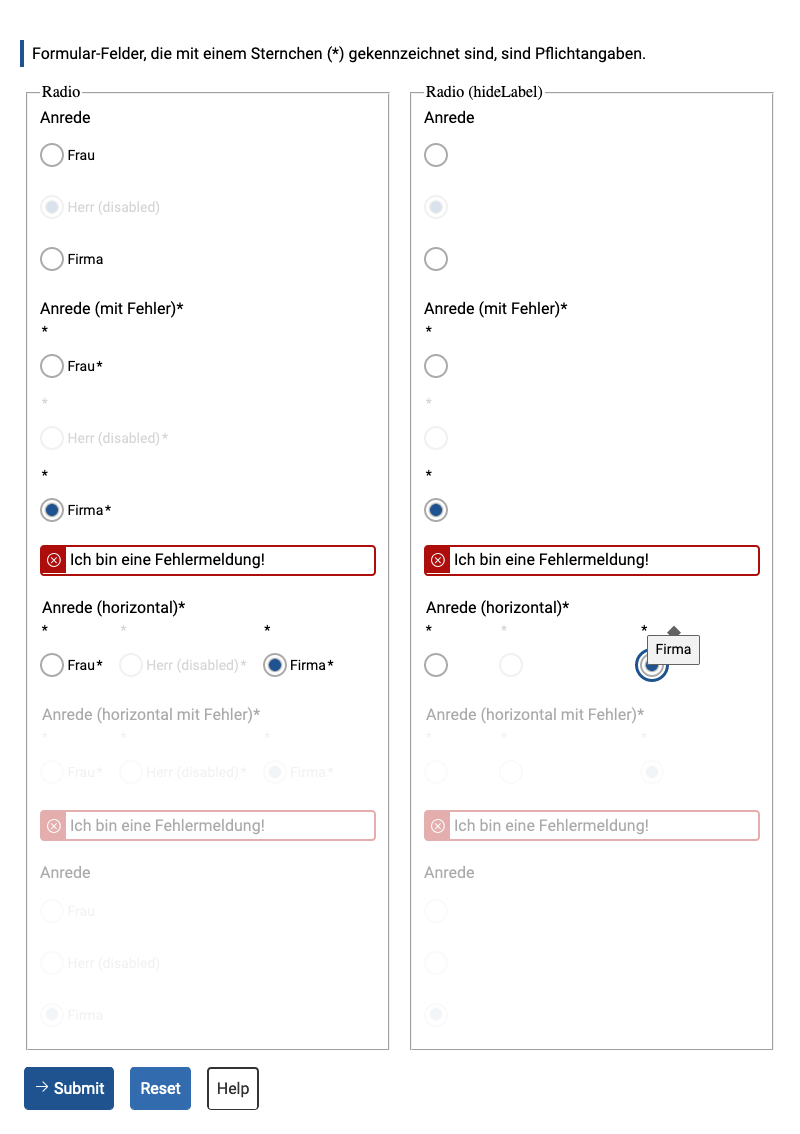 Formular-Felder, die mit einem Sternchen (*) gekennzeichnet sind, sind Pflichtangaben.
Radio
Anrede
Frau
Herr (disabled)
Firma
Anrede (mit Fehler)*
*
Frau*
*
Herr (disabled)*
*
Firma*
Ich bin eine Fehlermeldung!
Anrede (horizontal)*
* * *
Frau* Herr (disabled)* Firma*
Anrede (horizontal mit Fehler)*
* * *
Frau* Herr (disabled)* Firma*
Ich bin eine Fehlermeldung!
Anrede
Frau
Herr (disabled)
Firma
Radio (hideLabel)
Anrede
Anrede (mit Fehler)*
*
*
*
Ich bin eine Fehlermeldung!
Anrede (horizontal)*
* * *
Firma
Anrede (horizontal mit Fehler)*
* * *
Ich bin eine Fehlermeldung!
Anrede
Submit Reset Help